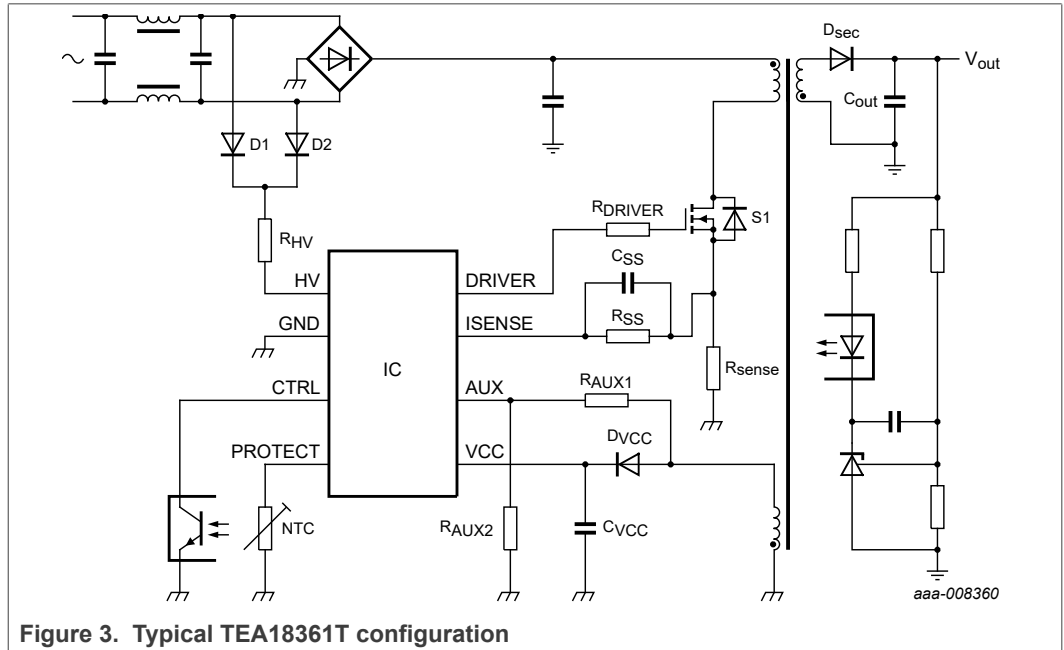 Dsec
Vout
Cout
D1
D2
RDRIVER
S1
RHV
CSS
HV
DRIVER
RSS
GND
ISENSE
IC
Rsense
CTRL
AUX
RAUX1
DVCC
PROTECT
VCC
NTC
RAUX2
CVCC
aaa-008360
Figure 3. Typical TEA18361T configuration